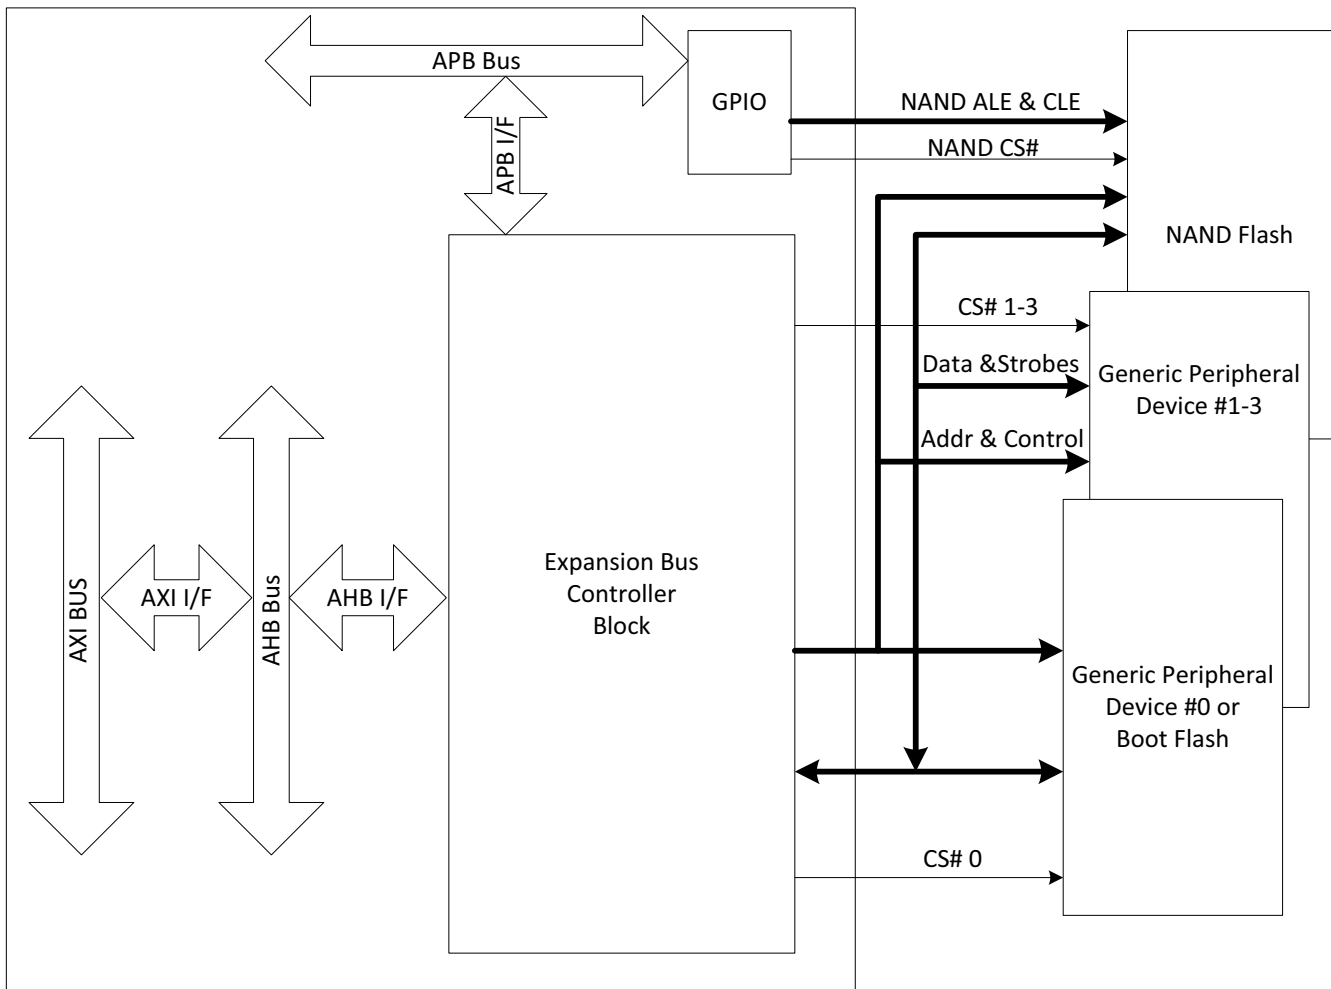 APB Bus
GPIO
APB I/F
NAND ALE & CLE
NAND CS#
NAND Flash
CS# 1-3
Data &Strobes
Addr & Control
Generic Peripheral
Device #1-3
AXI BUS
AXI I/F
AHB Bus
AHB I/F
Expansion Bus
Controller
Block
Generic Peripheral
Device #0 or
Boot Flash
CS# 0